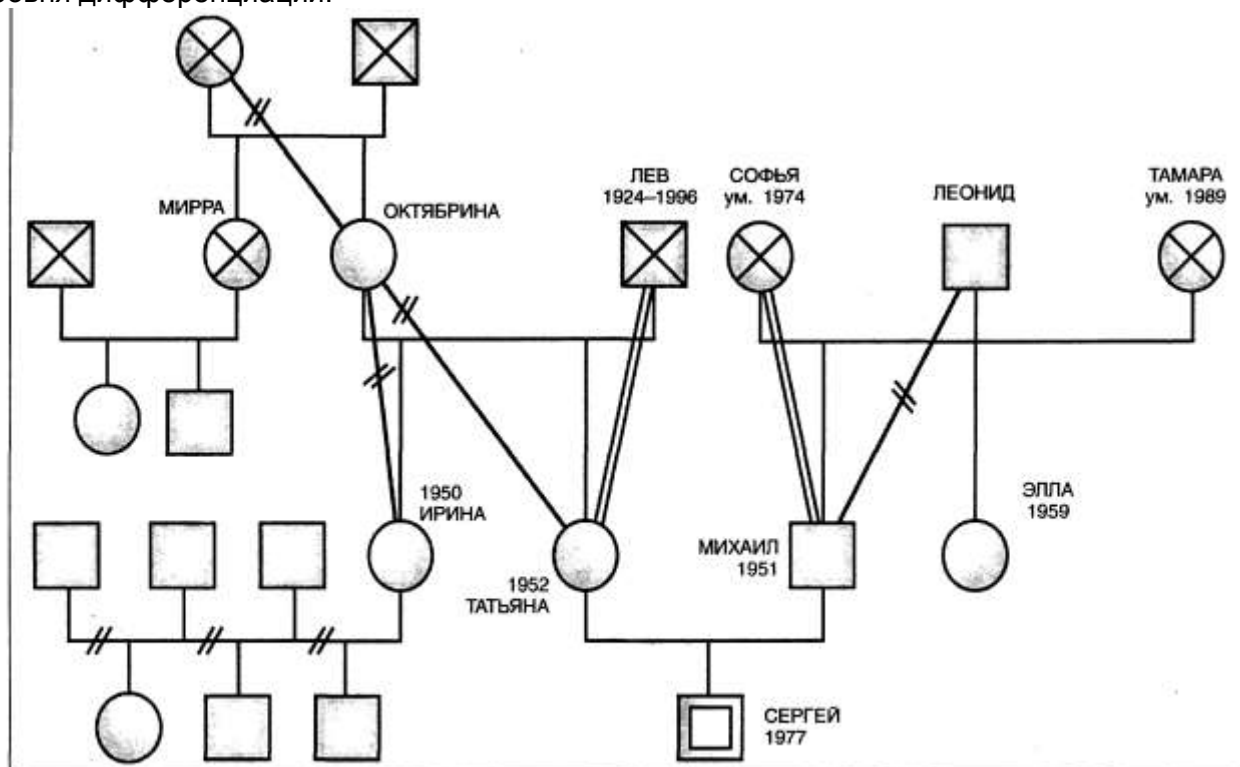 дифференциации.
ЛЕВ
1924–1996
СОФЬЯ
ум. 1974
ЛЕОНИД
ТАМАРА
ум. 1989
МИРРА
ОКТЯБРИНА
1950
ИРИНА
1952
ТАТЬЯНА
МИХАИЛ
1951
ЭЛЛА
1959
СЕРГЕЙ
1977